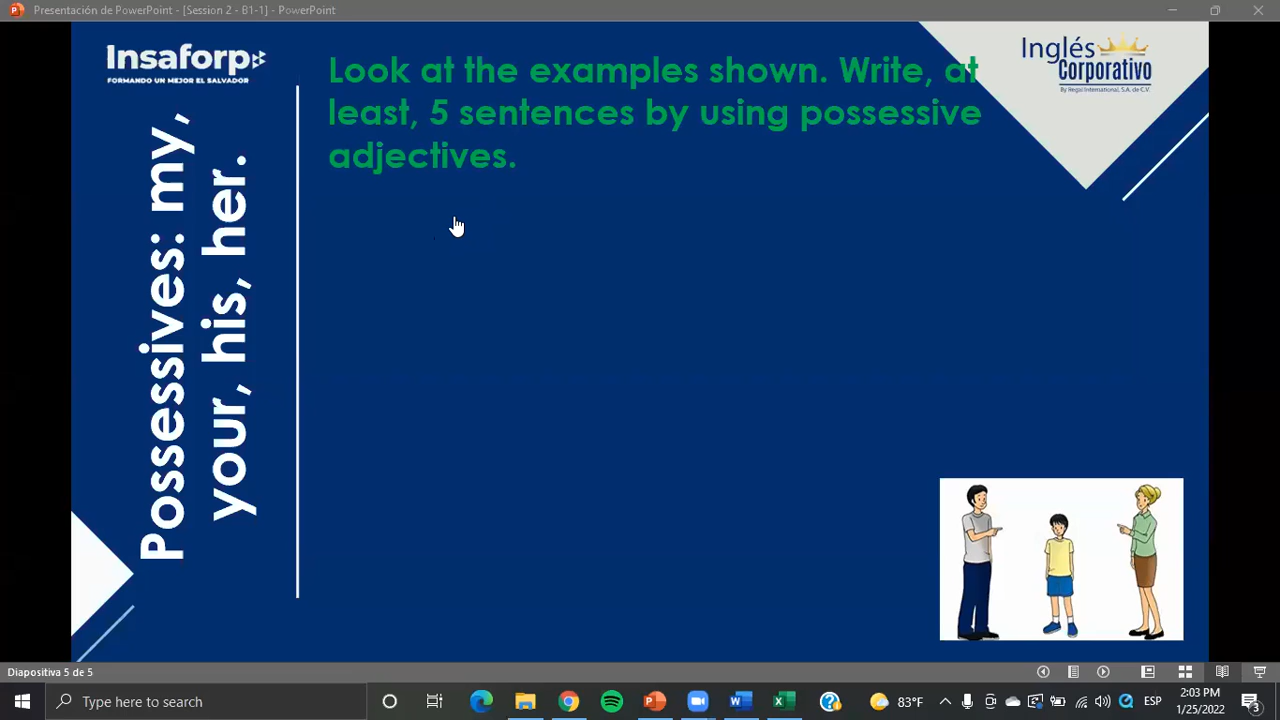 Presentación de PowerPoint - [Session 2 - B1-1] - PowerPoint
Insaforp
FORMANDO UN MEJOR EL SALVADOR
Inglés
Corporativo
By Regal International, S.A. de C.V.
Look at the examples shown. Write, at
least, 5 sentences by using possessive
adjectives.
Possessives: my,
your, his, her.
Diapositiva 5 de 5
Type here to search
83°F
ESP
2:03 PM
1/25/2022
3